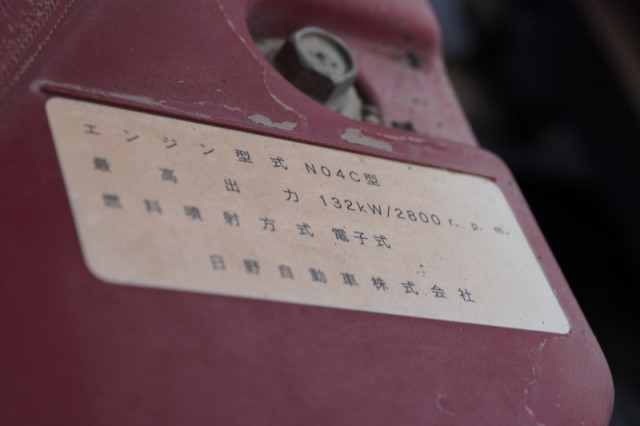 エンジン型式 N04C型
最高出力 132kW/2800 r.p.m.
燃料噴射方式 電子式
日野自動車株式会社